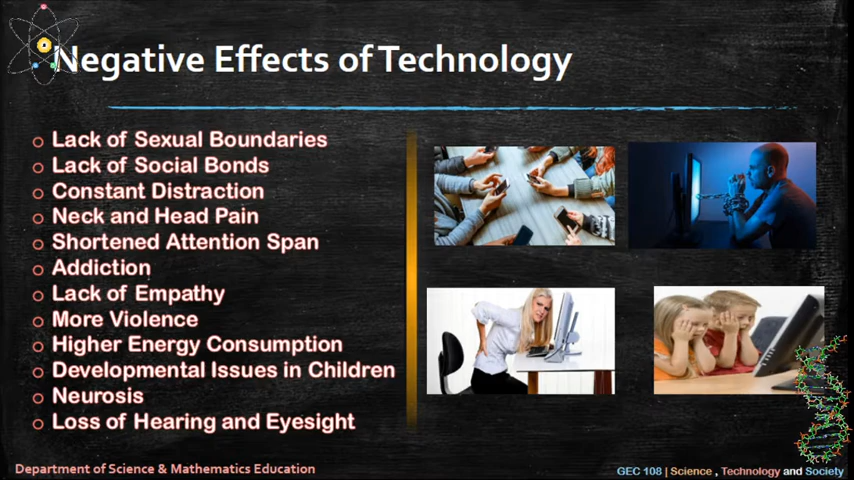 Negative Effects of Technology
Lack of Sexual Boundaries
Lack of Social Bonds
Constant Distraction
Neck and Head Pain
Shortened Attention Span
Addiction
Lack of Empathy
More Violence
Higher Energy Consumption
Developmental Issues in Children
Neurosis
Loss of Hearing and Eyesight
Department of Science & Mathematics Education
GEC 108 | Science , Technology and Society